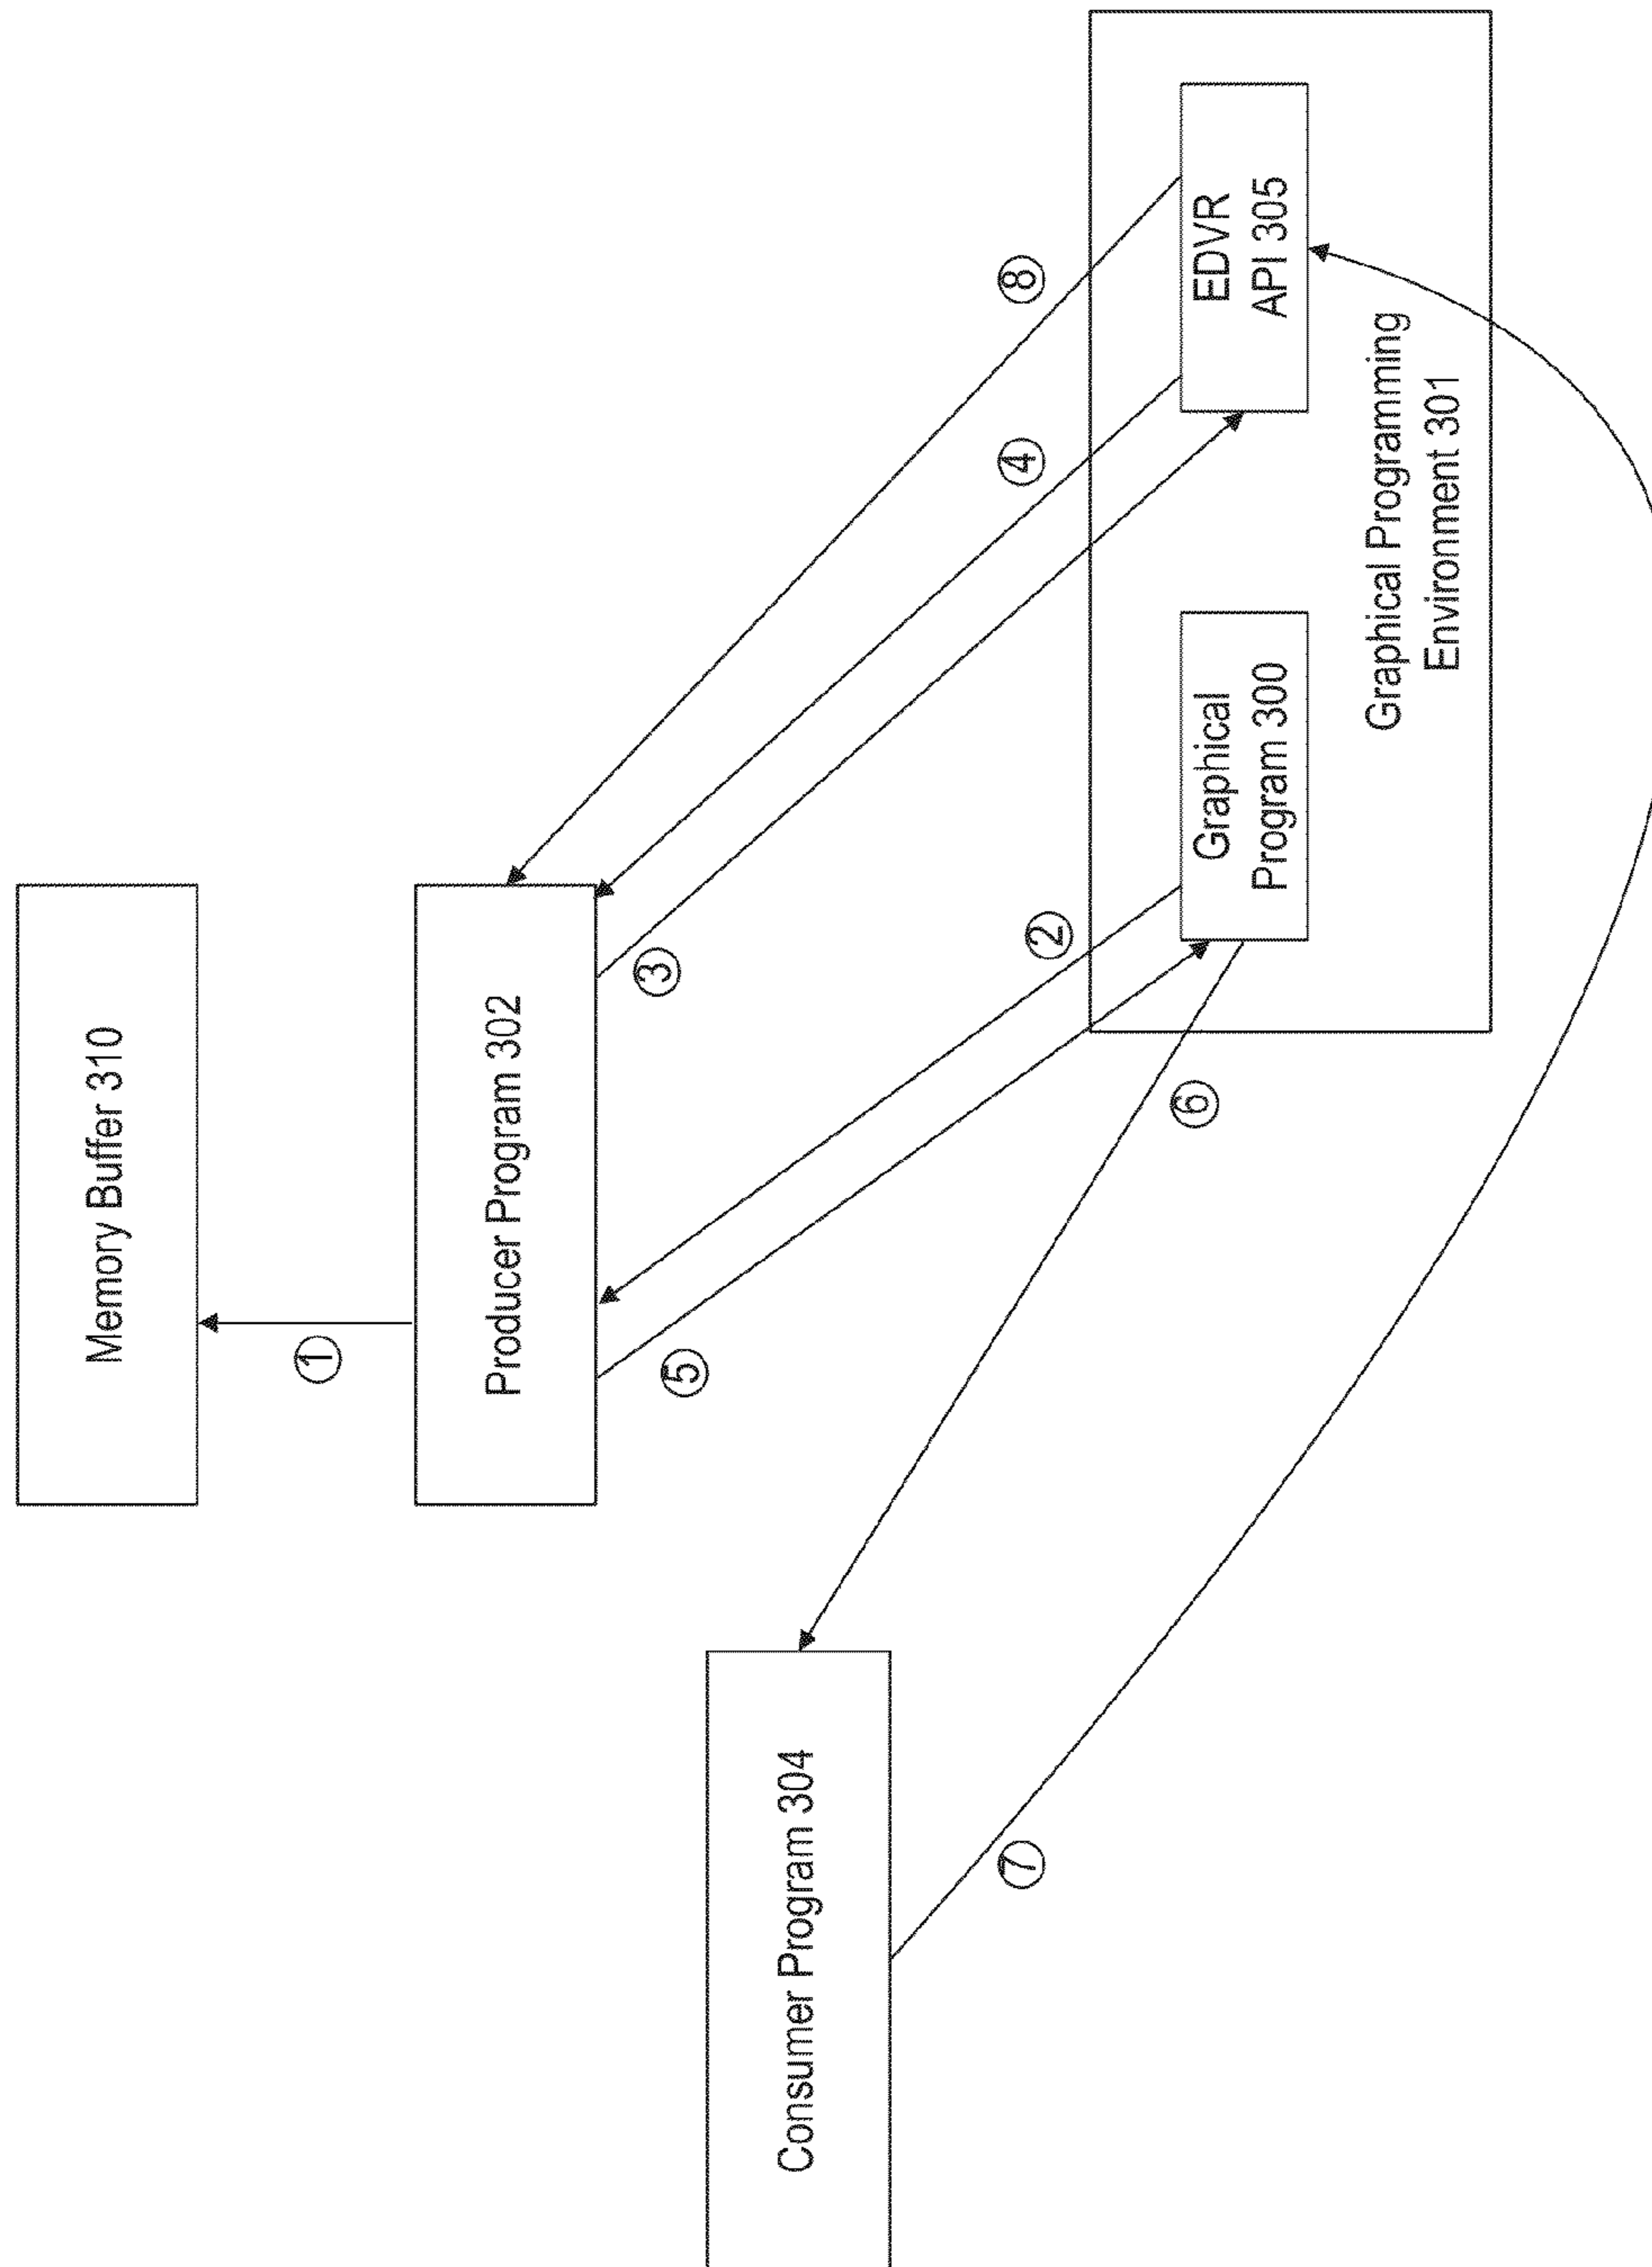 Memory Buffer 310
①
Producer Program 302
③
⑤
②
④
⑧
⑥
⑦
Consumer Program 304
Graphical
Program 300
EDVR
API 305
Graphical Programming
Environment 301